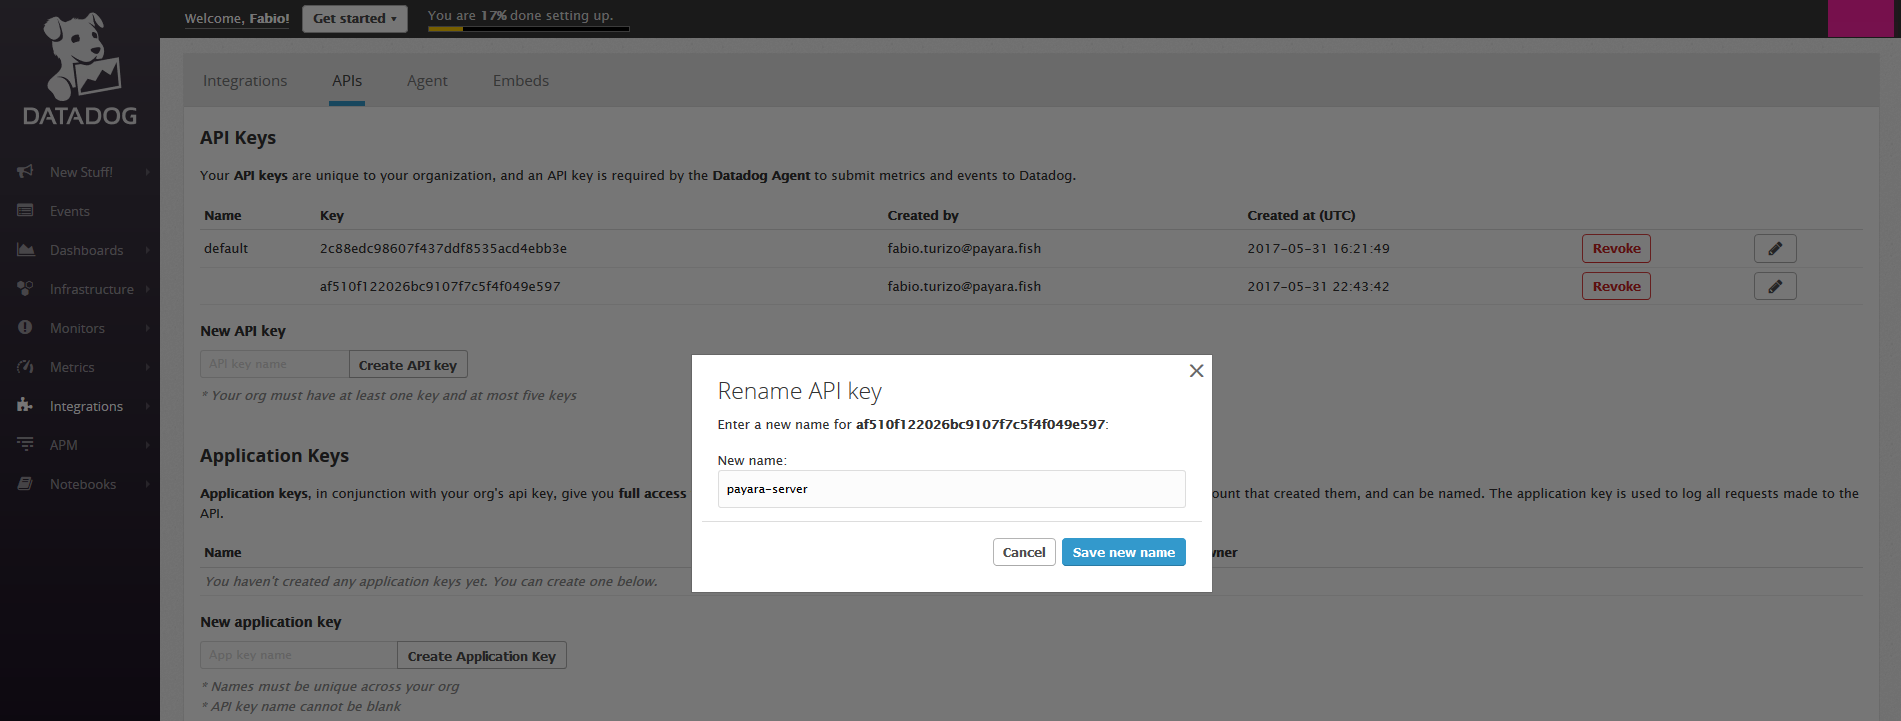 Welcome, Fabio!
Get started
You are 17% done setting up.
DATADOG
New Stuff!
Events
Dashboards
Infrastructure
Monitors
Metrics
Integrations
APM
Notebooks
Integrations APIs Agent Embeds
API Keys
Your API keys are unique to your organization, and an API key is required by the Datadog Agent to submit metrics and events to Datadog.
Name Key Created by Created at (UTC)
default 2c88edc98607f437ddf8535acd4ebb3e fabio.turizo@payara.fish 2017-05-31 16:21:49 Revoke
af510f122026bc9107f7c5f4f049e597 fabio.turizo@payara.fish 2017-05-31 22:43:42 Revoke
New API key
API key name Create API key
* Your org must have at least one key and at most five keys
Rename API key
Enter a new name for af510f122026bc9107f7c5f4f049e597:
New name:
payara-server
Cancel Save new name
Application Keys
Application keys, in conjunction with your org's api key, give you full access ount that created them, and can be named. The application key is used to log all requests made to the
API.
Name wner
You haven't created any application keys yet. You can create one below.
New application key
App key name Create Application Key
* Names must be unique across your org
* API key name cannot be blank